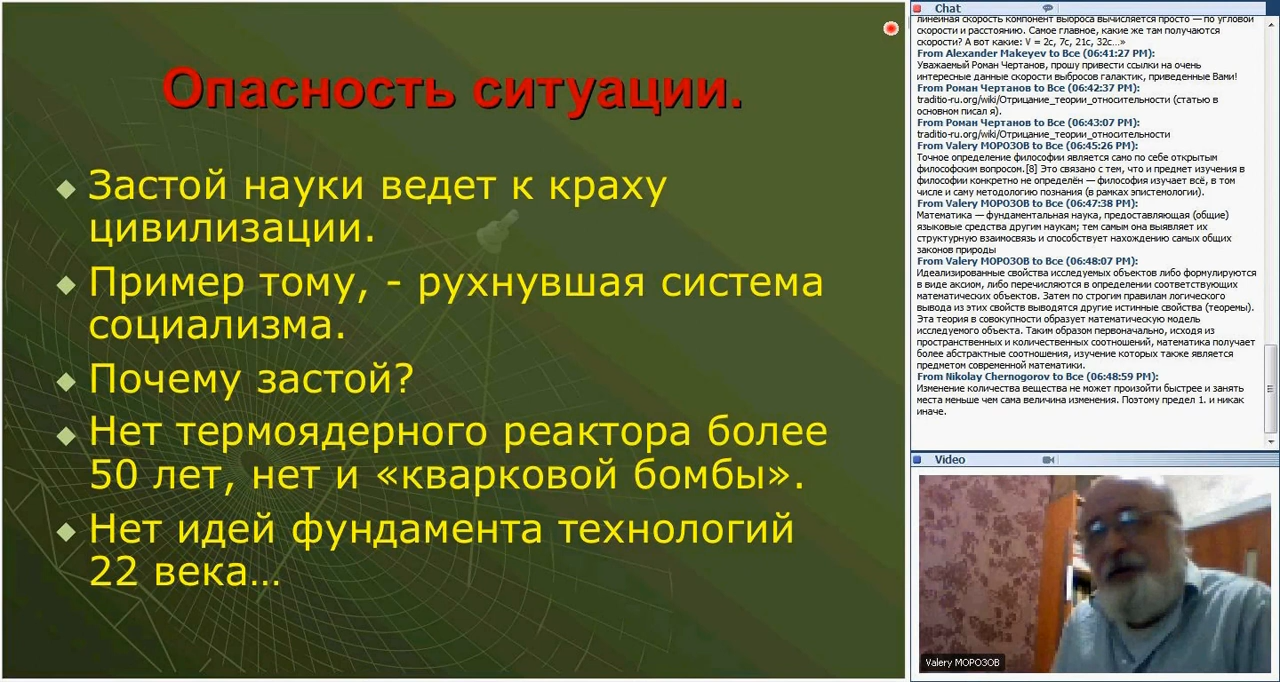 Опасность ситуации.
Застой науки ведет к краху
цивилизации.
Пример тому, - рухнувшая система
социализма.
Почему застой?
Нет термоядерного реактора более
50 лет, нет и «кварковой бомбы».
Нет идей фундамента технологий
22 века…
Chat
линейная скорость компонент выброса вычисляется просто — по угловой
скорости и расстоянию. Самое главное, какие же там получаются
скорости? А вот какие: V = 2c, 7c, 21c, 32c…»
From Alexander Makeyev to Все (06:41:27 PM):
Уважаемый Роман Чертанов, прошу привести ссылки на очень
интересные данные скорости выбросов галактик, приведенные Вами!
From Роман Чертанов to Все (06:42:37 PM):
traditio-ru.org/wiki/Отрицание_теории_относительности (статью в
основном писал я).
From Роман Чертанов to Все (06:43:07 PM):
traditio-ru.org/wiki/Отрицание_теории_относительности
From Valery МОРОЗОВ to Все (06:45:26 PM):
Точное определение философии является само по себе открытым
философским вопросом.[8] Это связано с тем, что и предмет изучения в
философии конкретно не определён — философия изучает всё, в том
числе и саму методологию познания (в рамках эпистемологии).
From Valery МОРОЗОВ to Все (06:47:38 PM):
Математика — фундаментальная наука, предоставляющая (общие)
языковые средства другим наукам; тем самым она выявляет их
структурную взаимосвязь и способствует нахождению самых общих
законов природы
From Valery МОРОЗОВ to Все (06:48:07 PM):
Идеализированные свойства исследуемых объектов либо формулируются
в виде аксиом, либо перечисляются в определении соответствующих
математических объектов. Затем по строгим правилам логического
вывода из этих свойств выводятся другие истинные свойства (теоремы).
Эта теория в совокупности образует математическую модель
исследуемого объекта. Таким образом первоначально, исходя из
пространственных и количественных соотношений, математика получает
более абстрактные соотношения, изучение которых также является
предметом современной математики.
From Nikolay Chernogorov to Все (06:48:59 PM):
Изменение количества вещества не может произойти быстрее и занять
места меньше чем сама величина изменения. Поэтому предел 1. и никак
иначе.
Video
Valery МОРОЗОВ